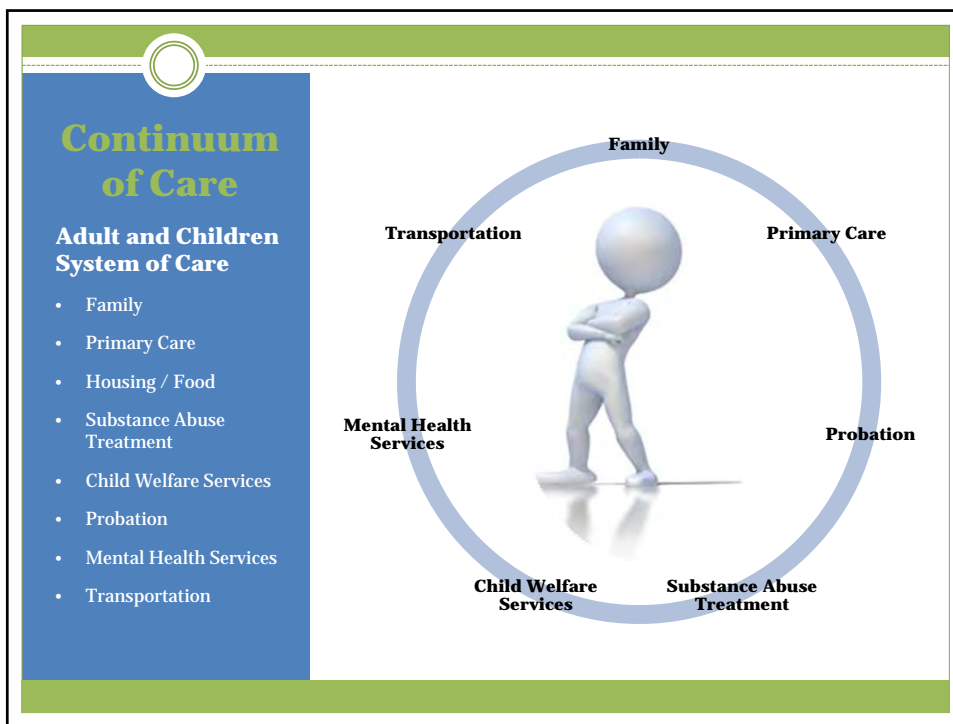 Continuum
of Care
Adult and Children
System of Care
• Family
• Primary Care
• Housing / Food
• Substance Abuse
Treatment
• Child Welfare Services
• Probation
• Mental Health Services
• Transportation
Family
Transportation
Primary Care
Mental Health
Services
Probation
Child Welfare
Services
Substance Abuse
Treatment